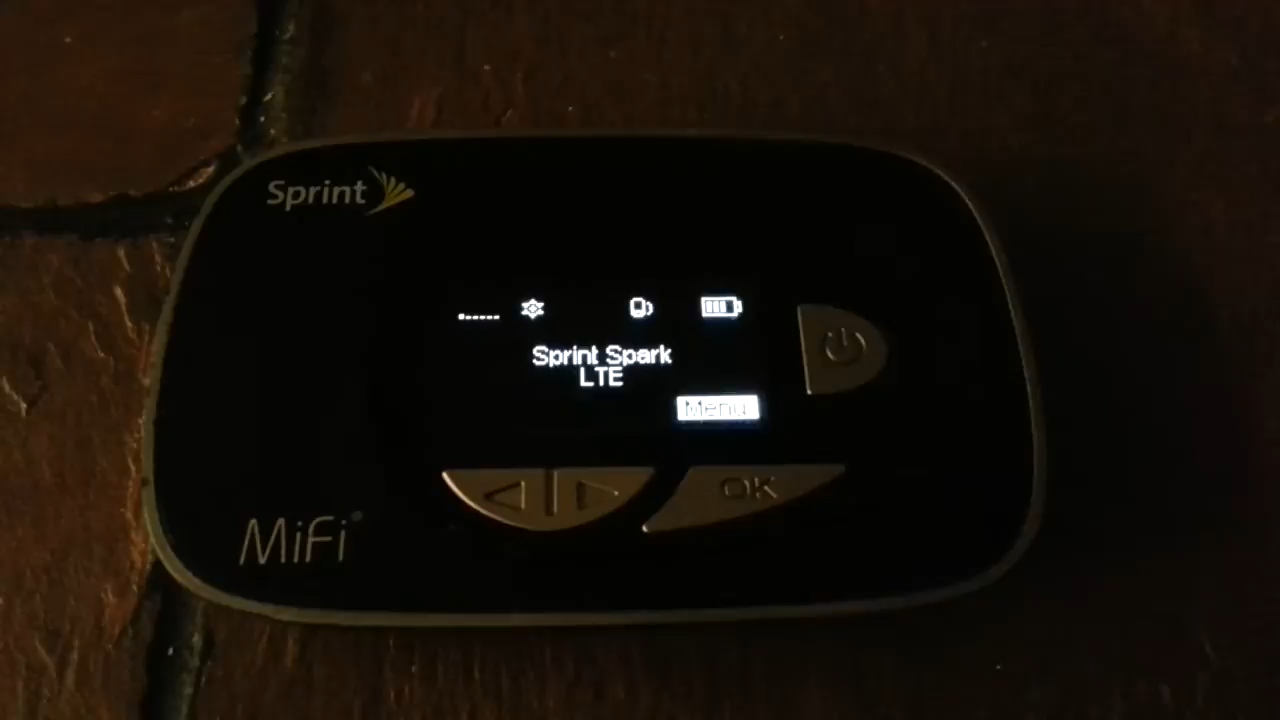 Sprint
Sprint Spark
LTE
Menu
OK
MiFi®